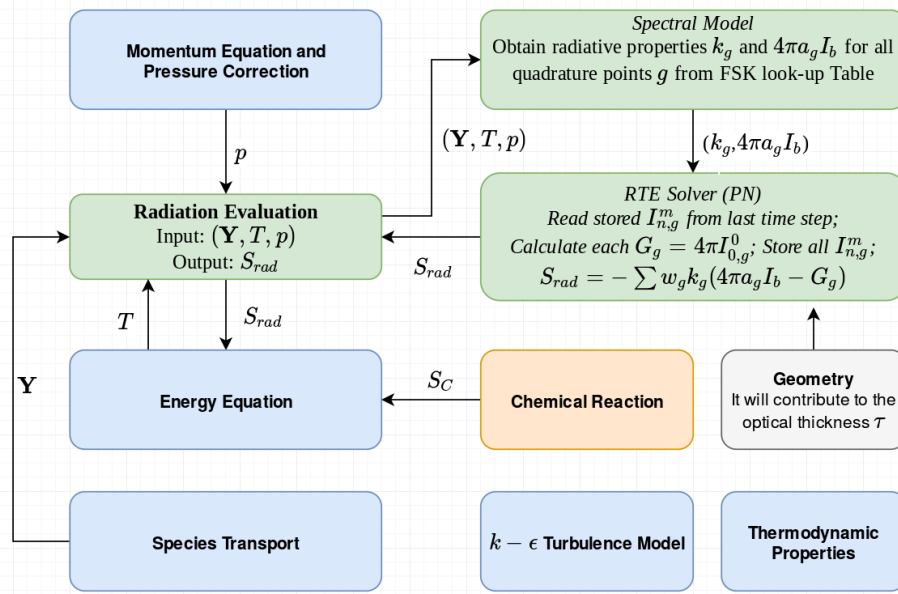 Momentum Equation and
Pressure Correction
Spectral Model
Obtain radiative properties k_g and 4πa_gI_b for all
quadrature points g from FSK look-up Table
p
(Y, T, p)
(k_g,4πa_gI_b)
Radiation Evaluation
Input: (Y, T, p)
Output: S_rad
S_rad
RTE Solver (PN)
Read stored I^m_{n,g} from last time step;
Calculate each G_g = 4πI^0_{0,g}; Store all I^m_{n,g};
S_rad = − ∑ w_gk_g(4πa_gI_b − G_g)
T
S_rad
Y
Energy Equation
S_C
Chemical Reaction
Geometry
It will contribute to the
optical thickness τ
Species Transport
k − ϵ Turbulence Model
Thermodynamic
Properties